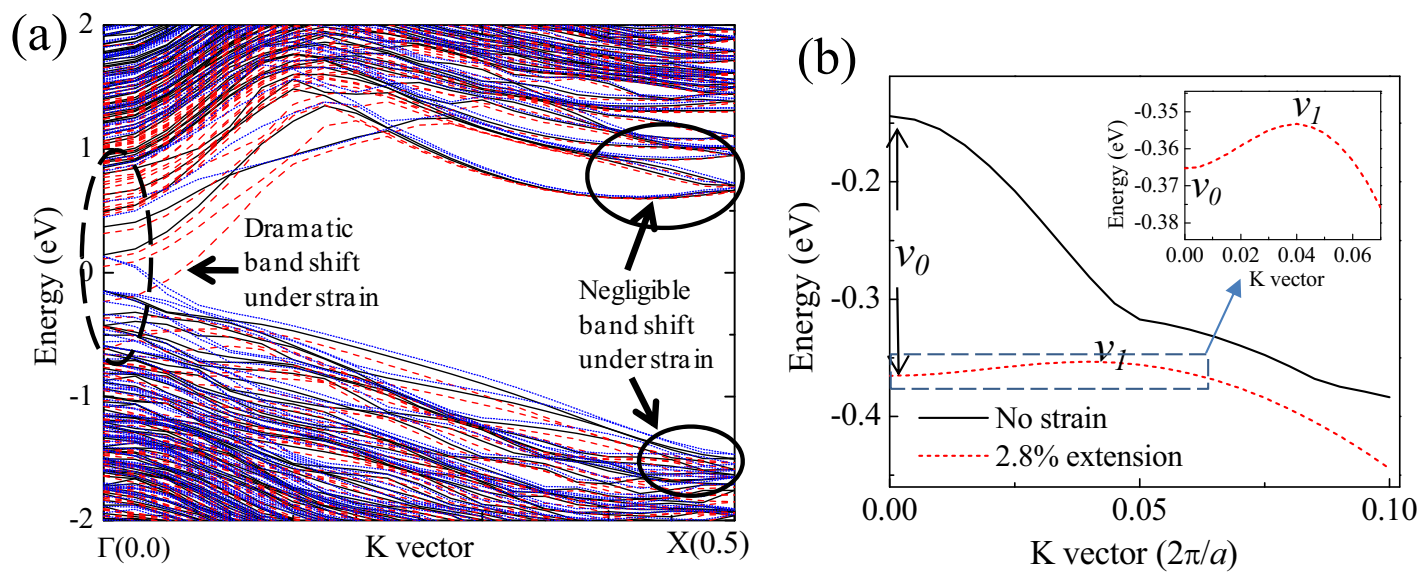 (a)
Energy (eV)
2
1
0
-1
-2
Dramatic
band shift
under strain
Negligible
band shift
under strain
Γ(0.0)
K vector
X(0.5)
(b)
Energy (eV)
-0.2
-0.3
-0.4
v0
v1
No strain
2.8% extension
0.00
0.05
0.10
K vector (2π/a)
Energy (eV)
-0.35
-0.36
-0.37
-0.38
v1
v0
0.00
0.02
0.04
0.06
K vector